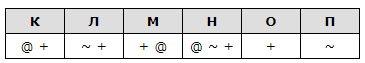 К Л М Н О П
@ + ~ + + @ @ ~ + + ~